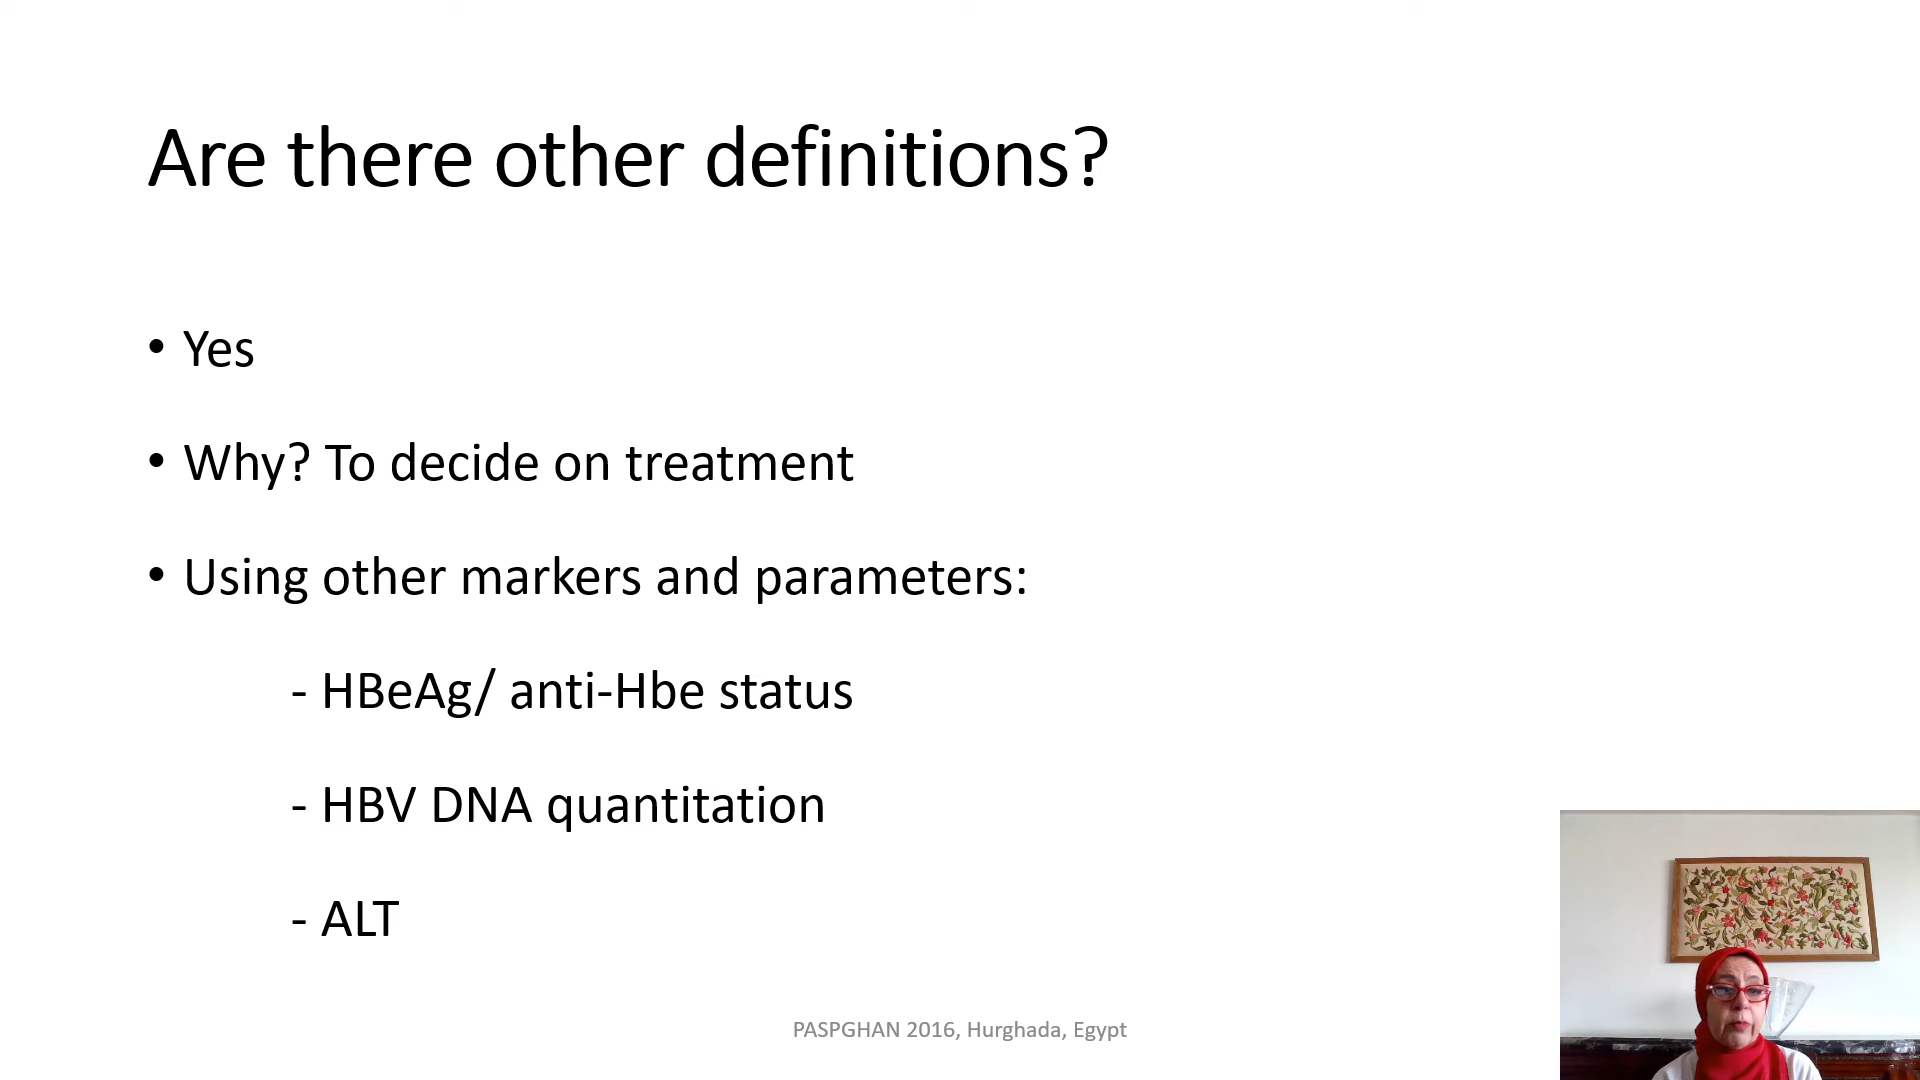 Are there other definitions?
• Yes
• Why? To decide on treatment
• Using other markers and parameters:
- HBeAg/ anti-Hbe status
- HBV DNA quantitation
- ALT
PASPGHAN 2016, Hurghada, Egypt